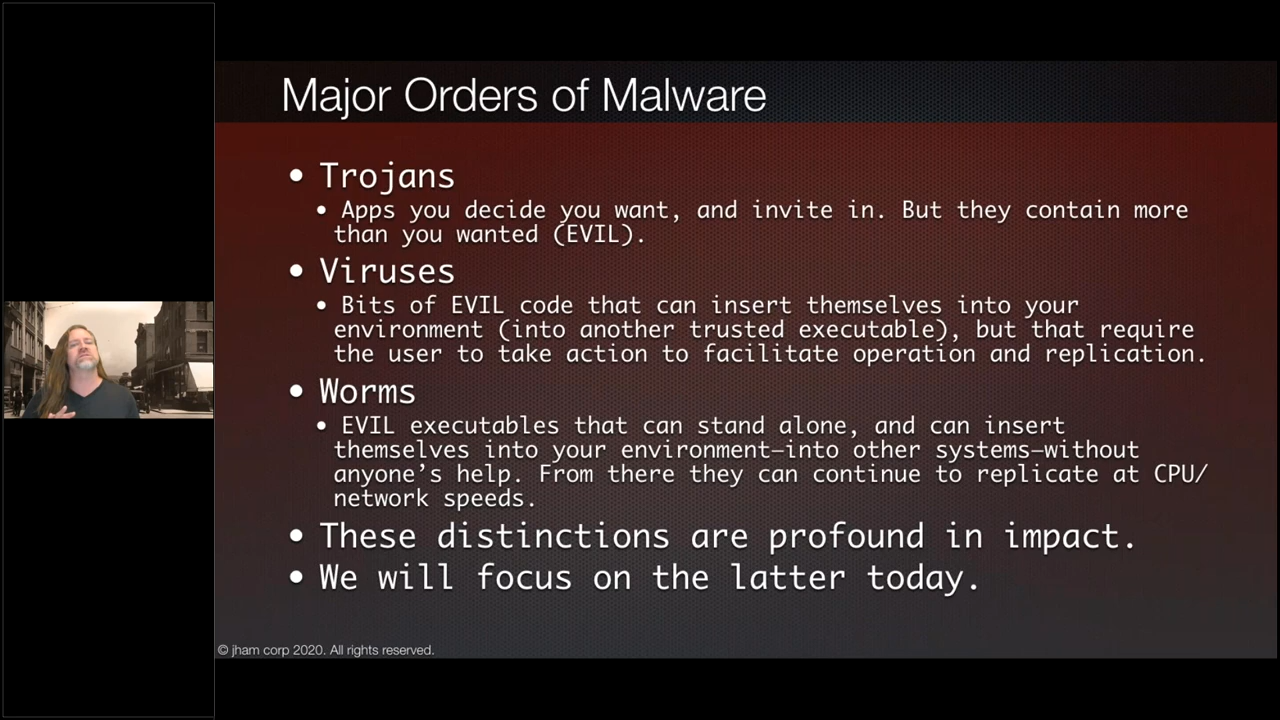 Major Orders of Malware
• Trojans
• Apps you decide you want, and invite in. But they contain more
than you wanted (EVIL).
• Viruses
• Bits of EVIL code that can insert themselves into your
environment (into another trusted executable), but that require
the user to take action to facilitate operation and replication.
• Worms
• EVIL executables that can stand alone, and can insert
themselves into your environment—into other systems—without
anyone’s help. From there they can continue to replicate at CPU/
network speeds.
• These distinctions are profound in impact.
• We will focus on the latter today.
© jham corp 2020. All rights reserved.